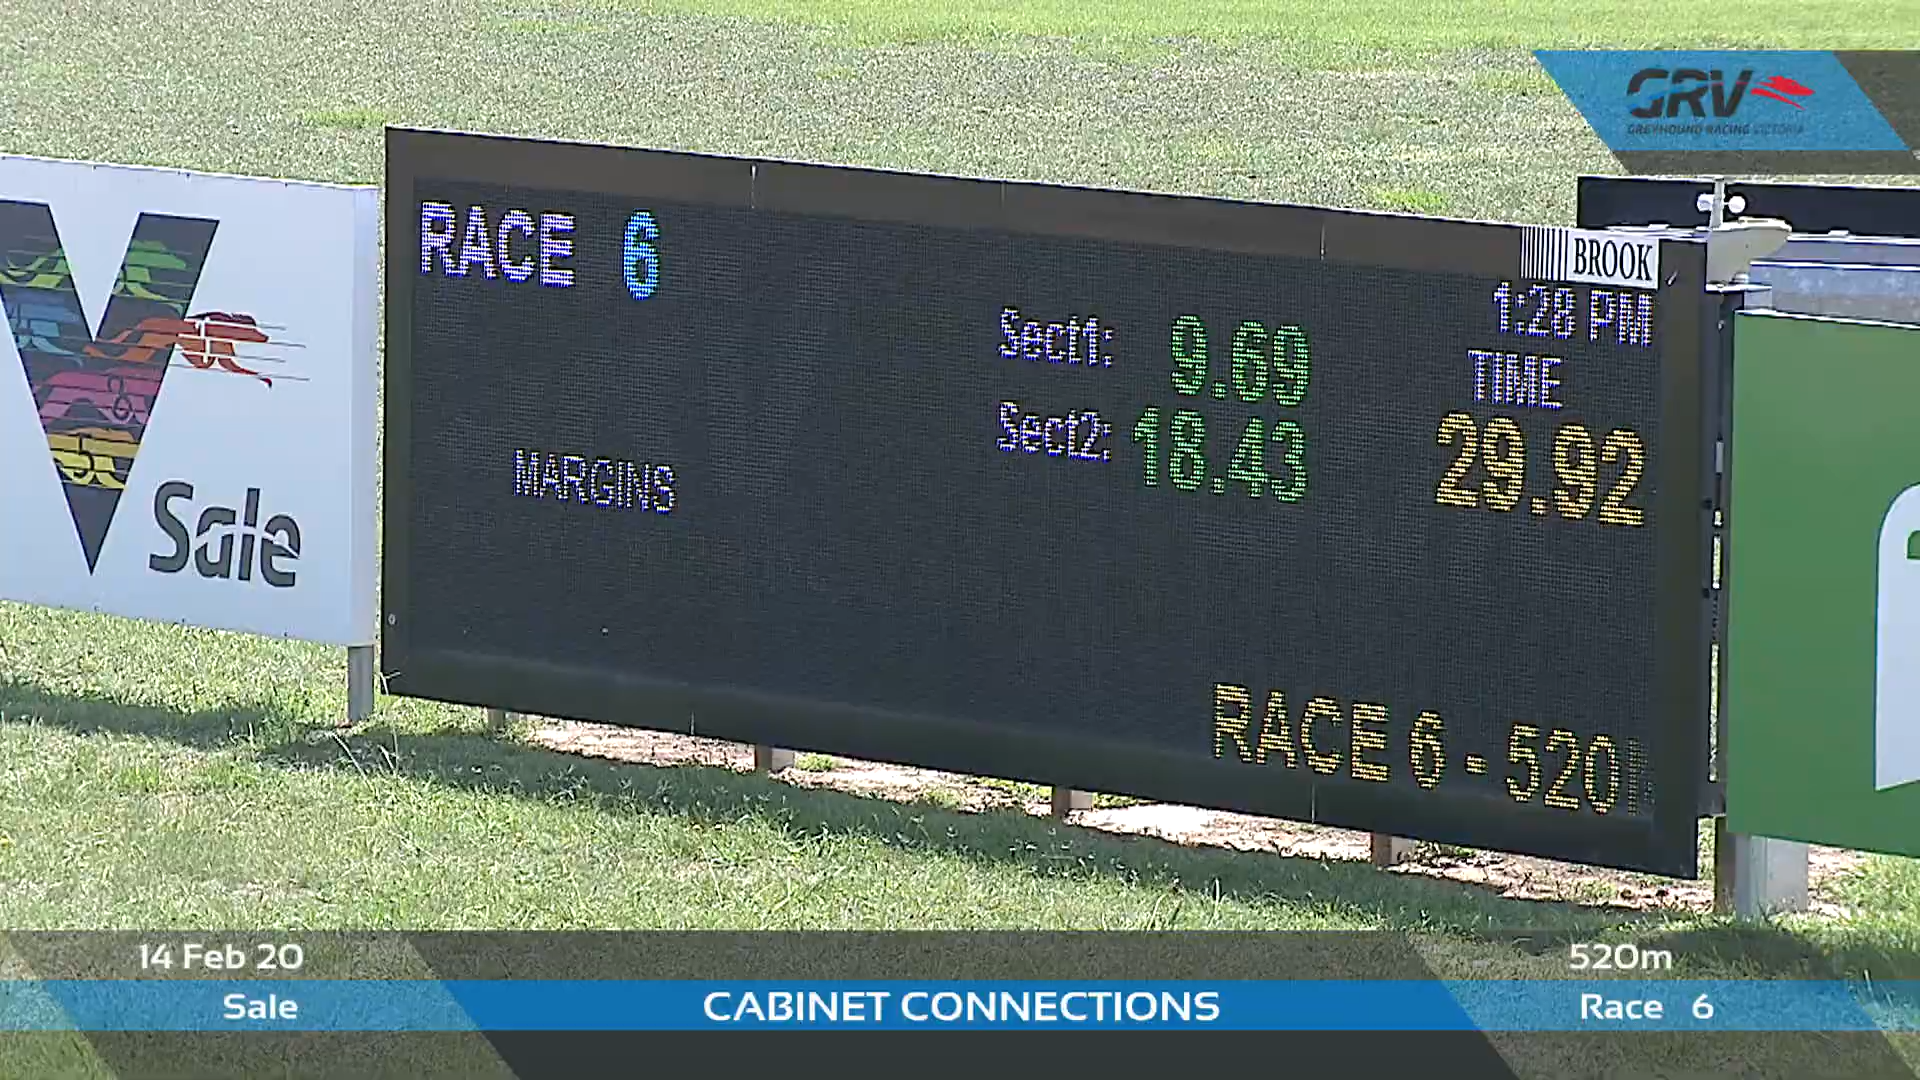 GRV
GREYHOUND RACING VICTORIA
BROOK
RACE 6
1:28 PM
Sect1: 9.69
TIME
Sect2: 18.43
29.92
MARGINS
V
Sale
RACE 6 - 520
14 Feb 20
520m
Sale
CABINET CONNECTIONS
Race 6